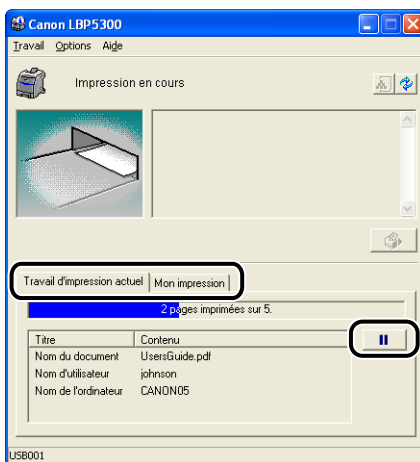 Canon LBP5300
Travail Options Aide
Impression en cours
Travail d'impression actuel Mon impression
2 pages imprimées sur 5.
Titre Contenu
Nom du document UsersGuide.pdf
Nom d'utilisateur johnson
Nom de l'ordinateur CANON05
USB001